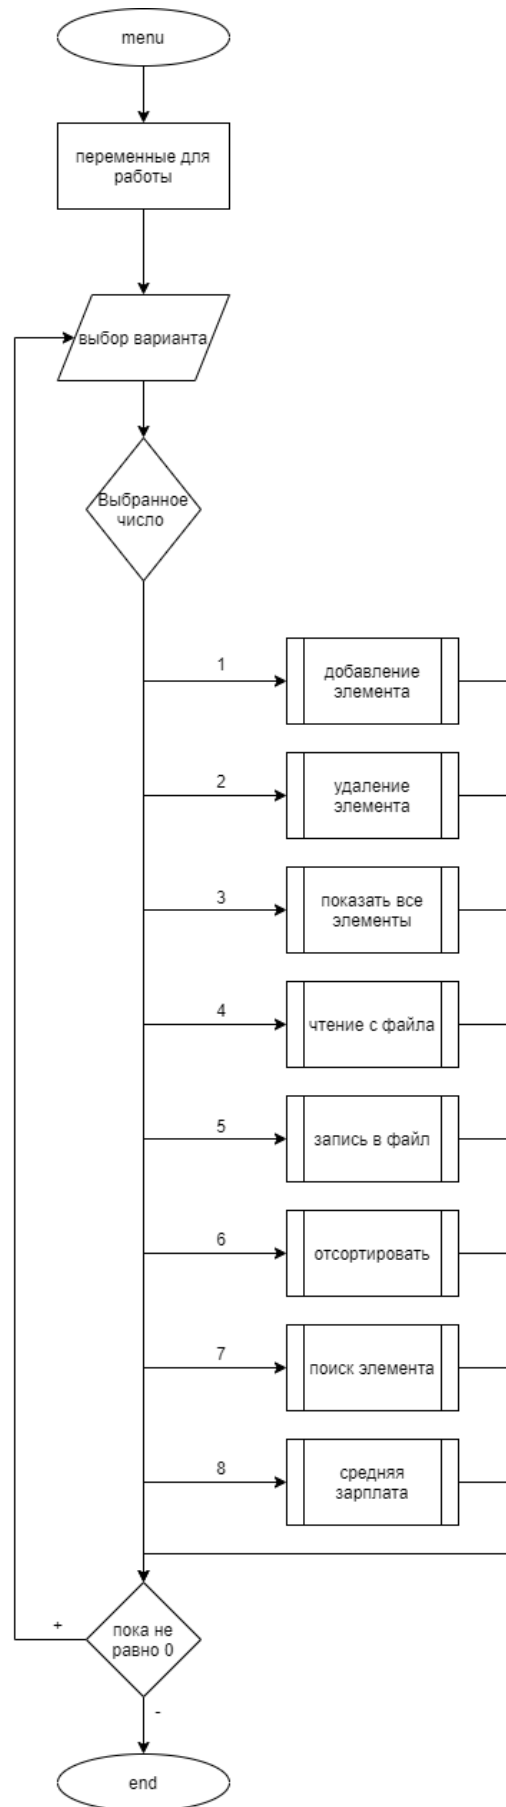 menu
переменные для
работы
выбор варианта
Выбранное
число
1
добавление
элемента
2
удаление
элемента
3
показать все
элементы
4
чтение с файла
5
запись в файл
6
отсортировать
7
поиск элемента
8
средняя
зарплата
+
пока не
равно 0
-
end